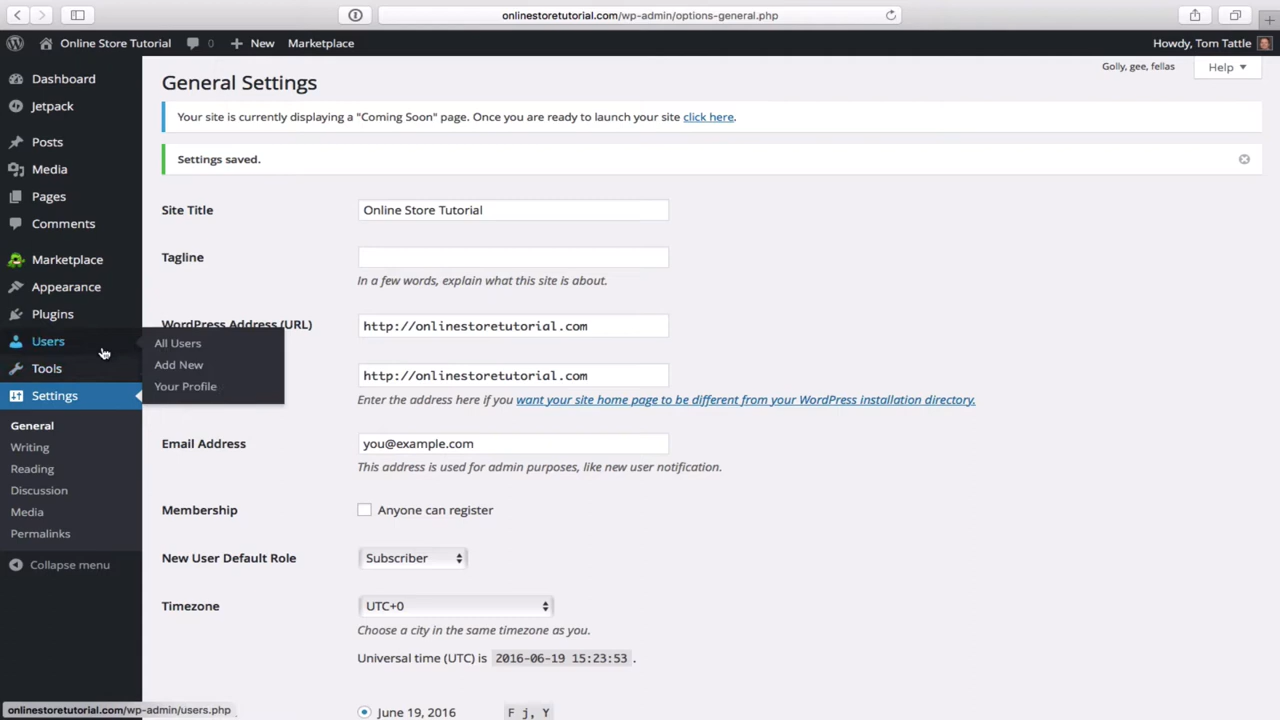 onlinestoretutorial.com/wp-admin/options-general.php
Online Store Tutorial 0 New Marketplace Howdy, Tom Tattle
Golly, gee, fellas Help
Dashboard
Jetpack
Posts
Media
Pages
Comments
Marketplace
Appearance
Plugins
Users
Tools
Settings
General
Writing
Reading
Discussion
Media
Permalinks
Collapse menu
All Users
Add New
Your Profile
General Settings
Your site is currently displaying a "Coming Soon" page. Once you are ready to launch your site click here.
Settings saved.
Site Title Online Store Tutorial
Tagline
In a few words, explain what this site is about.
WordPress Address (URL) http://onlinestoretutorial.com
http://onlinestoretutorial.com
Enter the address here if you want your site home page to be different from your WordPress installation directory.
Email Address you@example.com
This address is used for admin purposes, like new user notification.
Membership Anyone can register
New User Default Role Subscriber
Timezone UTC+0
Choose a city in the same timezone as you.
Universal time (UTC) is 2016-06-19 15:23:53 .
June 19, 2016 F j, Y
onlinestoretutorial.com/wp-admin/users.php